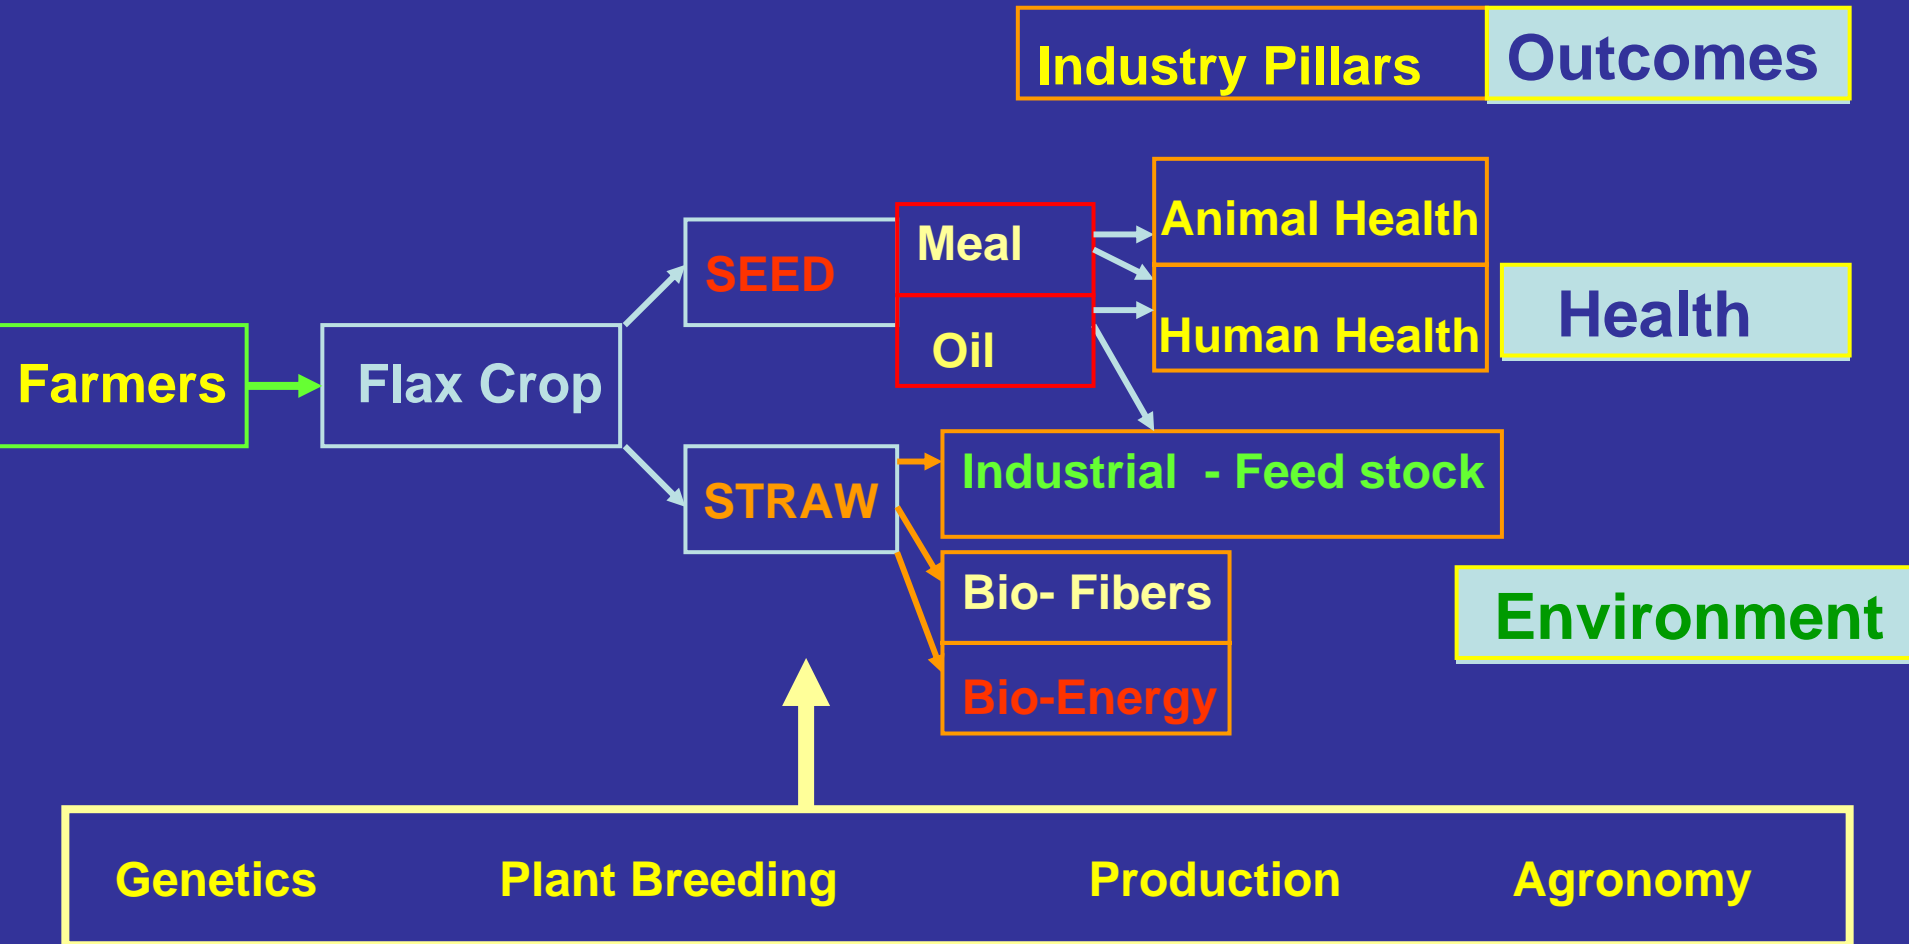 Industry Pillars
Outcomes
Animal Health
Meal
SEED
Health
Human Health
Oil
Farmers
Flax Crop
Industrial - Feed stock
STRAW
Bio- Fibers
Environment
Bio-Energy
Genetics
Plant Breeding
Production
Agronomy